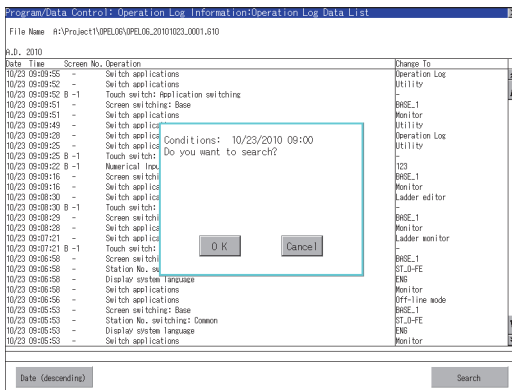 Program/Data Control: Operation Log Information:Operation Log Data List
File Name A:\Project1\OPEL06\OPEL06_20101023_0001.G10
A.D. 2010
Date Time Screen No. Operation Change To
10/23 09:09:55 - Switch applications Operation Log
10/23 09:09:52 - Switch applications Utility
10/23 09:09:52 B -1 Touch switch: Application switching -
10/23 09:09:51 - Screen switching: Base BASE_1
10/23 09:09:51 - Switch applications Monitor
10/23 09:09:49 - Switch applica Utility
10/23 09:09:28 - Switch applica Operation Log
10/23 09:09:25 - Switch applica Utility
10/23 09:09:25 B -1 Touch switch: -
10/23 09:09:22 B -1 Numerical Inpu 123
10/23 09:09:16 - Screen switchi BASE_1
10/23 09:09:16 - Switch applica Monitor
10/23 09:08:30 - Switch applica Ladder editor
10/23 09:08:30 B -1 Touch switch: -
10/23 09:08:29 - Screen switchi BASE_1
10/23 09:08:28 - Switch applica Monitor
10/23 09:07:21 - Switch applica Ladder monitor
10/23 09:07:21 B -1 Touch switch: -
10/23 09:06:58 - Screen switchi BASE_1
10/23 09:06:58 - Station No. sw ST_0-FE
10/23 09:06:58 - Display system language ENG
10/23 09:06:58 - Switch applications Monitor
10/23 09:06:56 - Switch applications Off-line mode
10/23 09:05:53 - Screen switching: Base BASE_1
10/23 09:05:53 - Station No. switching: Common ST_0-FE
10/23 09:05:53 - Display system language ENG
10/23 09:05:53 - Switch applications Monitor
Conditions: 10/23/2010 09:00
Do you want to search?
OK Cancel
Date (descending) Search